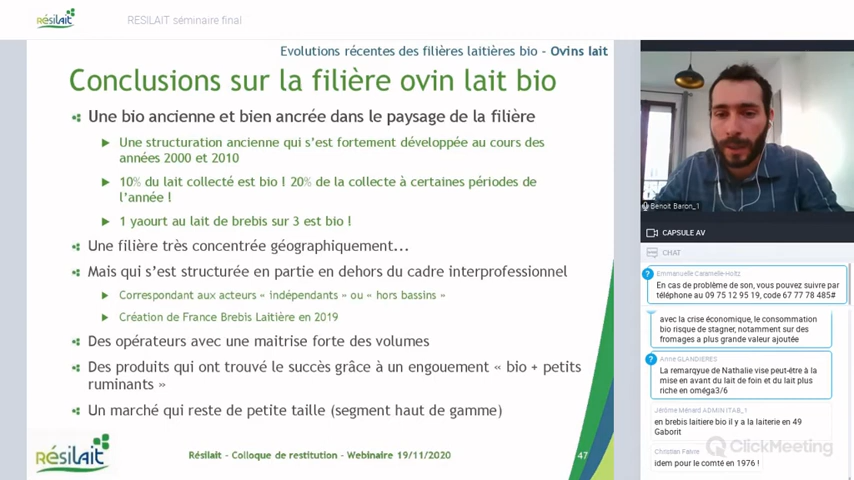 résilait
RESILAIT séminaire final
Evolutions récentes des filières laitières bio – Ovins lait
Conclusions sur la filière ovin lait bio
Une bio ancienne et bien ancrée dans le paysage de la filière
Une structuration ancienne qui s'est fortement développée au cours des
années 2000 et 2010
10% du lait collecté est bio ! 20% de la collecte à certaines périodes de
l'année !
1 yaourt au lait de brebis sur 3 est bio !
Une filière très concentrée géographiquement…
Mais qui s'est structurée en partie en dehors du cadre interprofessionnel
Correspondant aux acteurs « indépendants » ou « hors bassins »
Création de France Brebis Laitière en 2019
Des opérateurs avec une maitrise forte des volumes
Des produits qui ont trouvé le succès grâce à un engouement « bio + petits
ruminants »
Un marché qui reste de petite taille (segment haut de gamme)
résilait
Résilait - Colloque de restitution - Webinaire 19/11/2020
47
Benoit Baron_1
CAPSULE AV
CHAT
Emmanuelle Caramelle-Holtz
En cas de problème de son, vous pouvez suivre par
téléphone au 09 75 12 95 19, code 67 77 78 485#
avec la crise économique, le consommation
bio risque de stagner, notamment sur des
fromages a plus grande valeur ajoutée
Anne GLANDIERES
La remarqyue de Nathalie vise peut-être à la
mise en avant du lait de foin et du lait plus
riche en oméga3/6
Jérôme Ménard ADMIN ITAB_1
en brebis laitiere bio il y a la laiterie en 49
Gaborit
Christian Faivre
idem pour le comté en 1976 !
ClickMeeting